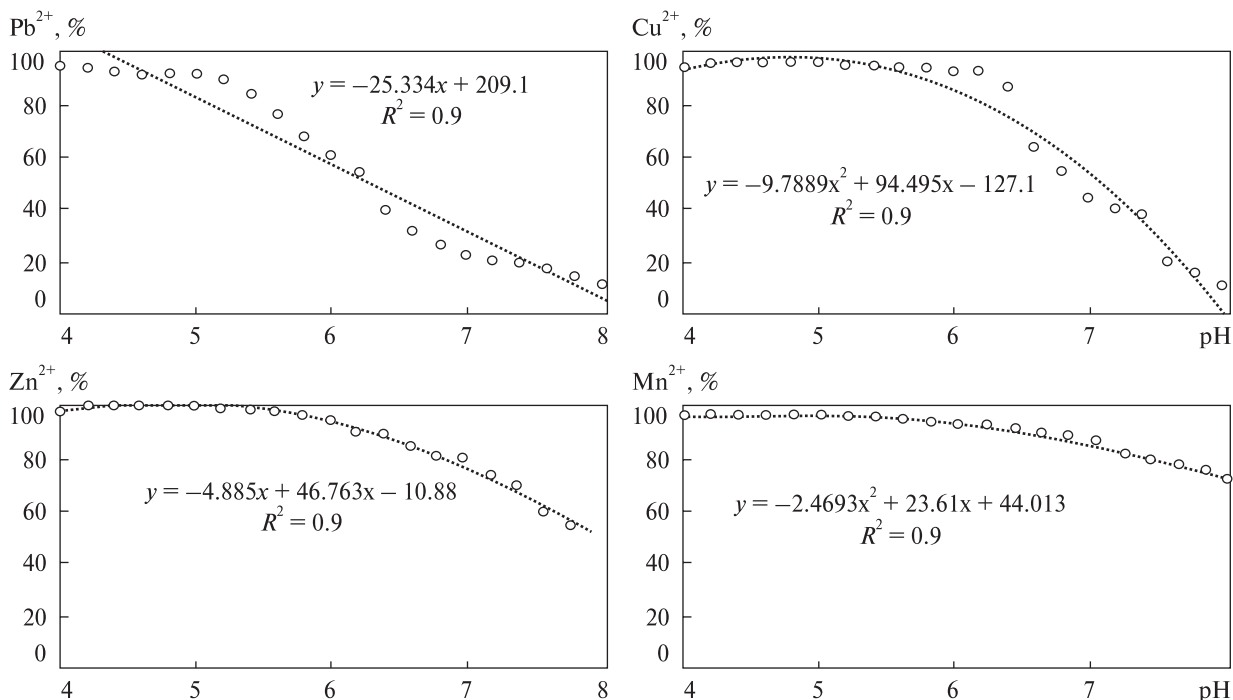 Pb²⁺, %
100
80
60
40
20
0
y = −25.334x + 209.1
R² = 0.9
4 5 6 7 8
Cu²⁺, %
100
80
60
40
20
0
y = −9.7889x² + 94.495x − 127.1
R² = 0.9
4 5 6 7 pH
Zn²⁺, %
100
80
60
40
20
0
y = −4.885x + 46.763x − 10.88
R² = 0.9
4 5 6 7 8
Mn²⁺, %
100
80
60
40
20
0
y = −2.4693x² + 23.61x + 44.013
R² = 0.9
4 5 6 7 pH